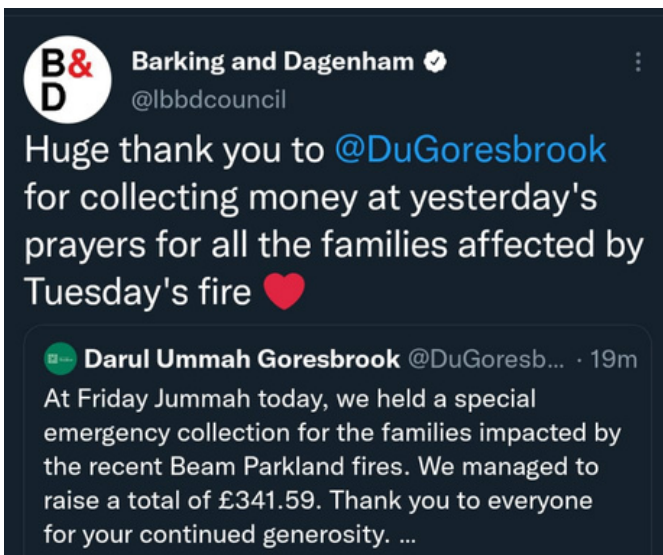 B&
D
Barking and Dagenham
@lbbdcouncil
Huge thank you to @DuGoresbrook
for collecting money at yesterday's
prayers for all the families affected by
Tuesday's fire ❤️
Darul Ummah Goresbrook @DuGoresb... · 19m
At Friday Jummah today, we held a special
emergency collection for the families impacted by
the recent Beam Parkland fires. We managed to
raise a total of £341.59. Thank you to everyone
for your continued generosity. ...